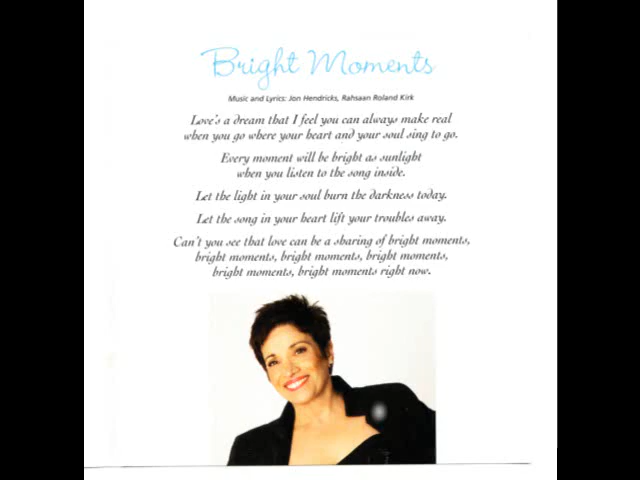 Bright Moments
Music and Lyrics: Jon Hendricks, Rahsaan Roland Kirk
Love's a dream that I feel you can always make real
when you go where your heart and your soul sing to go.
Every moment will be bright as sunlight
when you listen to the song inside.
Let the light in your soul burn the darkness today.
Let the song in your heart lift your troubles away.
Can't you see that love can be a sharing of bright moments,
bright moments, bright moments, bright moments,
bright moments, bright moments right now.